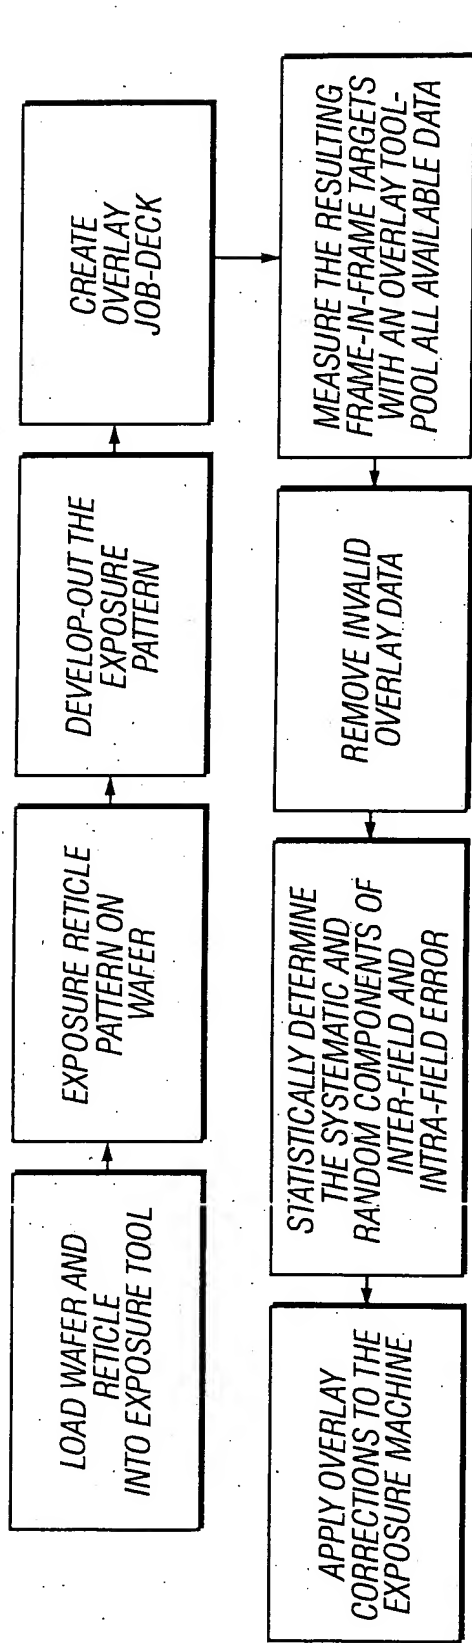 LOAD WAFER AND
RETICLE
INTO EXPOSURE TOOL
EXPOSURE RETICLE
PATTERN ON
WAFER
DEVELOP-OUT THE
EXPOSURE
PATTERN
CREATE
OVERLAY
JOB-DECK
MEASURE THE RESULTING
FRAME-IN-FRAME TARGETS
WITH AN OVERLAY TOOL-
POOL ALL AVAILABLE DATA
REMOVE INVALID
OVERLAY DATA
STATISTICALLY DETERMINE
THE SYSTEMATIC AND
RANDOM COMPONENTS OF
INTER-FIELD AND
INTRA-FIELD ERROR
APPLY OVERLAY
CORRECTIONS TO THE
EXPOSURE MACHINE